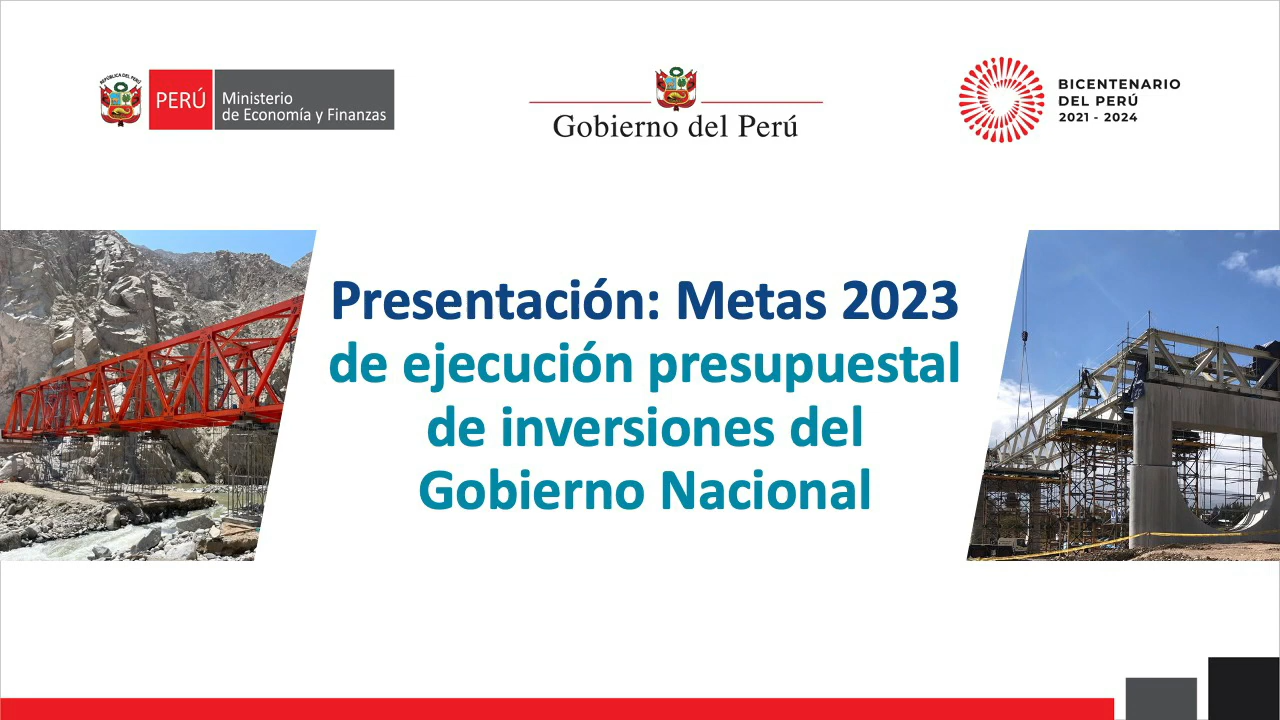 REPÚBLICA DEL PERÚ
PERÚ
Ministerio
de Economía y Finanzas
Gobierno del Perú
BICENTENARIO
DEL PERÚ
2021 - 2024
Presentación: Metas 2023
de ejecución presupuestal
de inversiones del
Gobierno Nacional